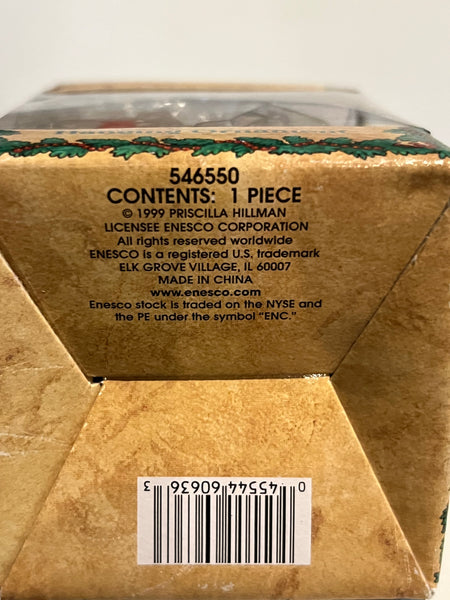 546550
CONTENTS: 1 PIECE
© 1999 PRISCILLA HILLMAN
LICENSEE ENESCO CORPORATION
All rights reserved worldwide
ENESCO is a registered U.S. trademark
ELK GROVE VILLAGE, IL 60007
MADE IN CHINA
www.enesco.com
Enesco stock is traded on the NYSE and
the PE under the symbol "ENC."
0 45544 60636 3